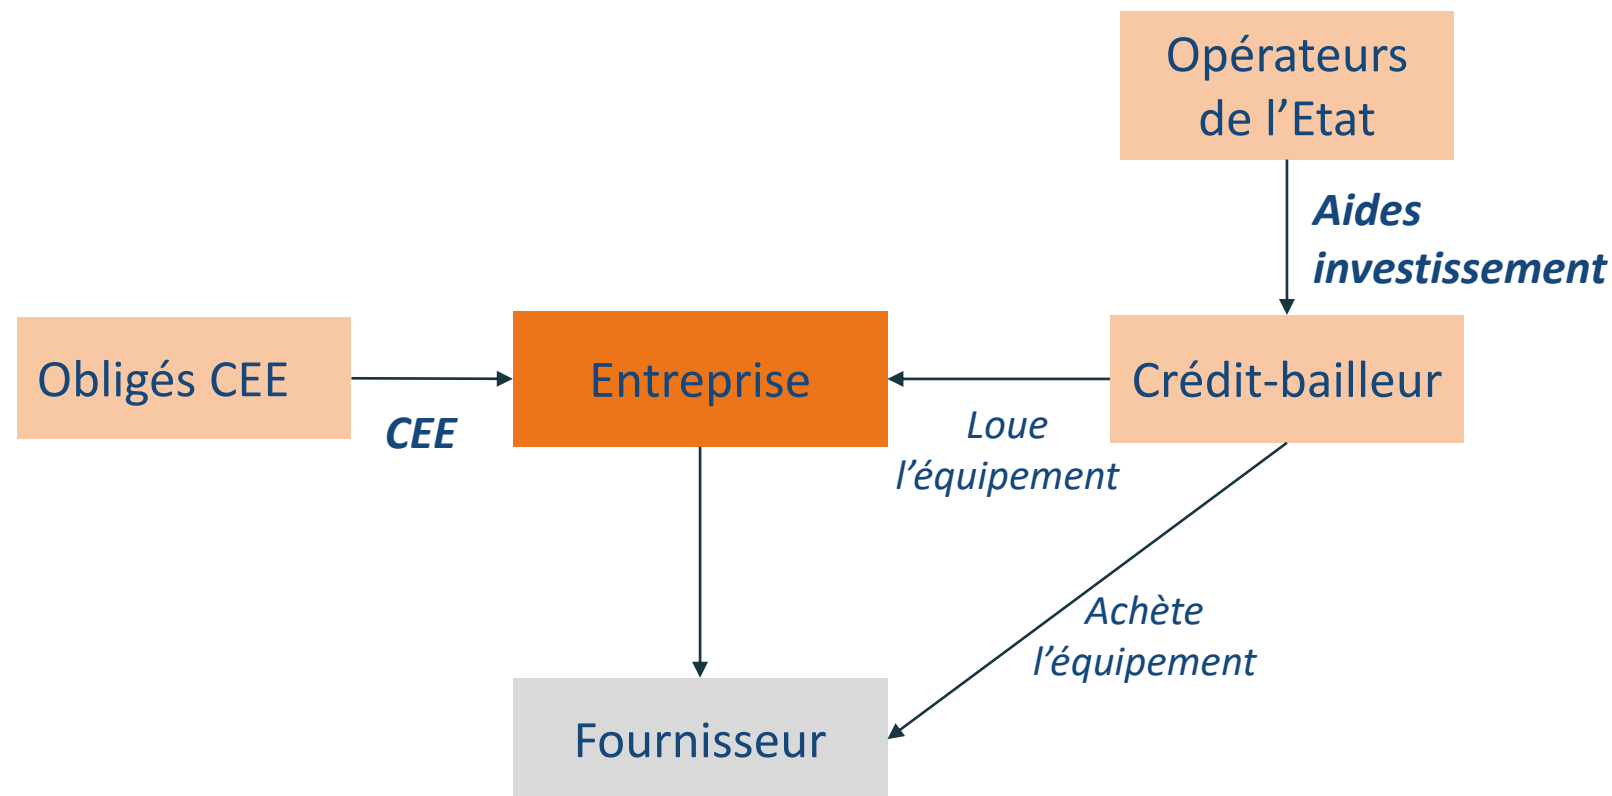 Opérateurs
de l’Etat
Aides
investissement
Obligés CEE
CEE
Entreprise
Loue
l’équipement
Crédit-bailleur
Achète
l’équipement
Fournisseur